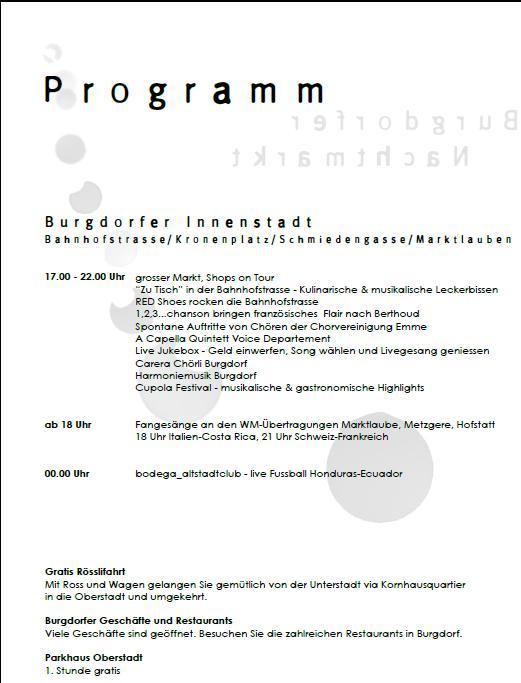 Programm
Burgdorfer
Nachtmarkt
Burgdorfer Innenstadt
Bahnhofstrasse/Kronenplatz/Schmiedengasse/Marktlauben
17.00 - 22.00 Uhr grosser Markt, Shops on Tour
"Zu Tisch" in der Bahnhofstrasse - Kulinarische & musikalische Leckerbissen
RED Shoes rocken die Bahnhofstrasse
1,2,3...chanson bringen französisches Flair nach Berthoud
Spontane Auftritte von Chören der Chorvereinigung Emme
A Capella Quintett Voice Departement
Live Jukebox - Geld einwerfen, Song wählen und Livegesang geniessen
Carera Chörli Burgdorf
Harmoniemusik Burgdorf
Cupola Festival - musikalische & gastronomische Highlights
ab 18 Uhr Fangesänge an den WM-Übertragungen Marktlaube, Metzgere, Hofstatt
18 Uhr Italien-Costa Rica, 21 Uhr Schweiz-Frankreich
00.00 Uhr bodega_altstadtclub - live Fussball Honduras-Ecuador
Gratis Rösslifahrt
Mit Ross und Wagen gelangen Sie gemütlich von der Unterstadt via Kornhausquartier
in die Oberstadt und umgekehrt.
Burgdorfer Geschäfte und Restaurants
Viele Geschäfte sind geöffnet. Besuchen Sie die zahlreichen Restaurants in Burgdorf.
Parkhaus Oberstadt
1. Stunde gratis